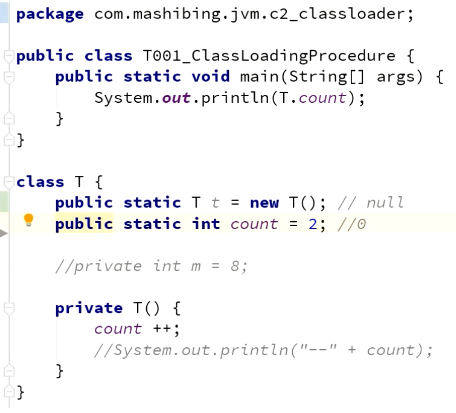 package com.mashibing.jvm.c2_classloader;
public class T001_ClassLoadingProcedure {
    public static void main(String[] args) {
        System.out.println(T.count);
    }
}
class T {
    public static T t = new T(); // null
    public static int count = 2; //0
    //private int m = 8;
    private T() {
        count ++;
        //System.out.println("--" + count);
    }
}